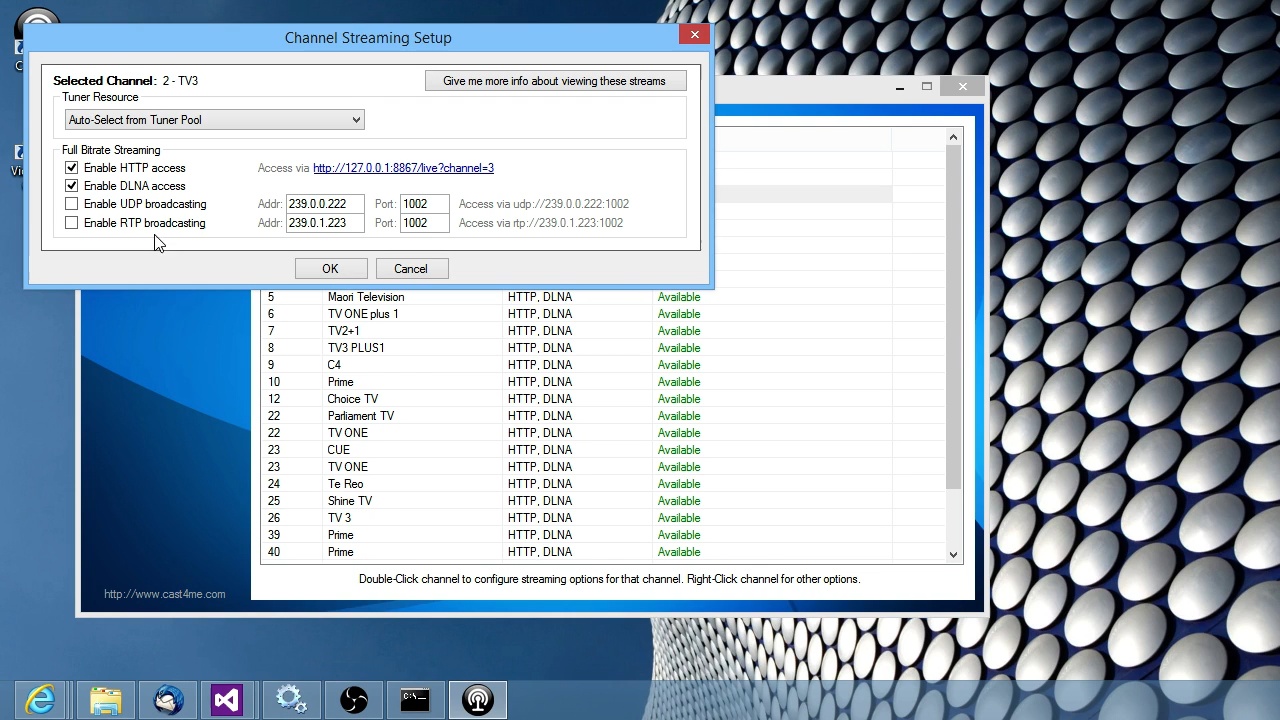 Channel Streaming Setup
Selected Channel: 2 - TV3
Give me more info about viewing these streams
Tuner Resource
Auto-Select from Tuner Pool
Full Bitrate Streaming
Enable HTTP access Access via http://127.0.0.1:8867/live?channel=3
Enable DLNA access
Enable UDP broadcasting Addr: 239.0.0.222 Port: 1002 Access via udp://239.0.0.222:1002
Enable RTP broadcasting Addr: 239.0.1.223 Port: 1002 Access via rtp://239.0.1.223:1002
OK Cancel
5 Maori Television HTTP, DLNA Available
6 TV ONE plus 1 HTTP, DLNA Available
7 TV2+1 HTTP, DLNA Available
8 TV3 PLUS1 HTTP, DLNA Available
9 C4 HTTP, DLNA Available
10 Prime HTTP, DLNA Available
12 Choice TV HTTP, DLNA Available
22 Parliament TV HTTP, DLNA Available
22 TV ONE HTTP, DLNA Available
23 CUE HTTP, DLNA Available
23 TV ONE HTTP, DLNA Available
24 Te Reo HTTP, DLNA Available
25 Shine TV HTTP, DLNA Available
26 TV 3 HTTP, DLNA Available
39 Prime HTTP, DLNA Available
40 Prime HTTP, DLNA Available
Double-Click channel to configure streaming options for that channel. Right-Click channel for other options.
http://www.cast4me.com